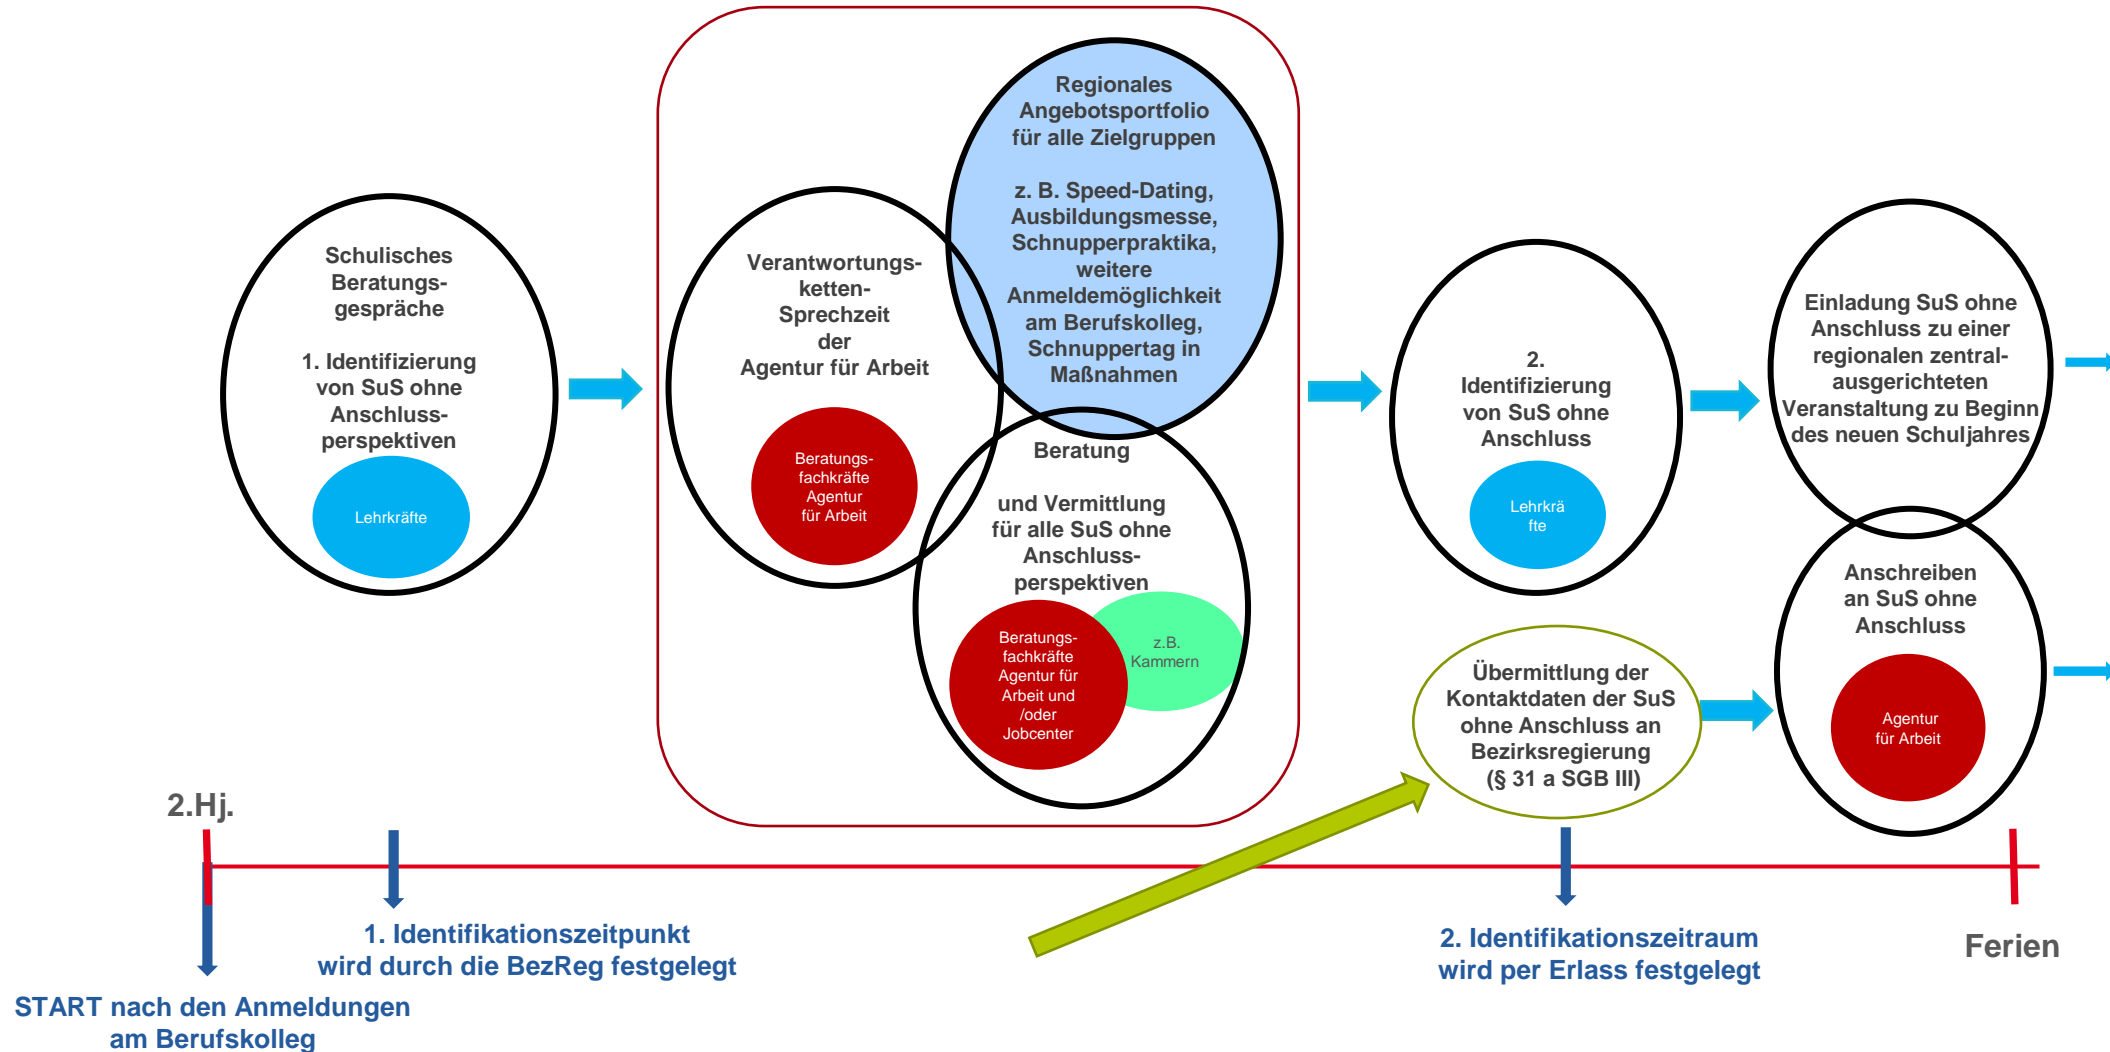 Schulisches
Beratungs-
gespräche
1. Identifizierung
von SuS ohne
Anschluss-
perspektiven
Lehrkräfte
Verantwortungs-
ketten-
Sprechzeit
der
Agentur für Arbeit
Beratungs-
fachkräfte
Agentur
für Arbeit
Regionales
Angebotsportfolio
für alle Zielgruppen
z. B. Speed-Dating,
Ausbildungsmesse,
Schnupperpraktika,
weitere
Anmeldemöglichkeit
am Berufskolleg,
Schnuppertag in
Maßnahmen
Beratung
und Vermittlung
für alle SuS ohne
Anschluss-
perspektiven
Beratungs-
fachkräfte
Agentur für
Arbeit und
/oder
Jobcenter
z.B.
Kammern
2.
Identifizierung
von SuS ohne
Anschluss
Lehrkrä
fte
Übermittlung der
Kontaktdaten der SuS
ohne Anschluss an
Bezirksregierung
(§ 31 a SGB III)
Einladung SuS ohne
Anschluss zu einer
regionalen zentral-
ausgerichteten
Veranstaltung zu Beginn
des neuen Schuljahres
Anschreiben
an SuS ohne
Anschluss
Agentur
für Arbeit
2.Hj.
1. Identifikationszeitpunkt
wird durch die BezReg festgelegt
2. Identifikationszeitraum
wird per Erlass festgelegt
Ferien
START nach den Anmeldungen
am Berufskolleg